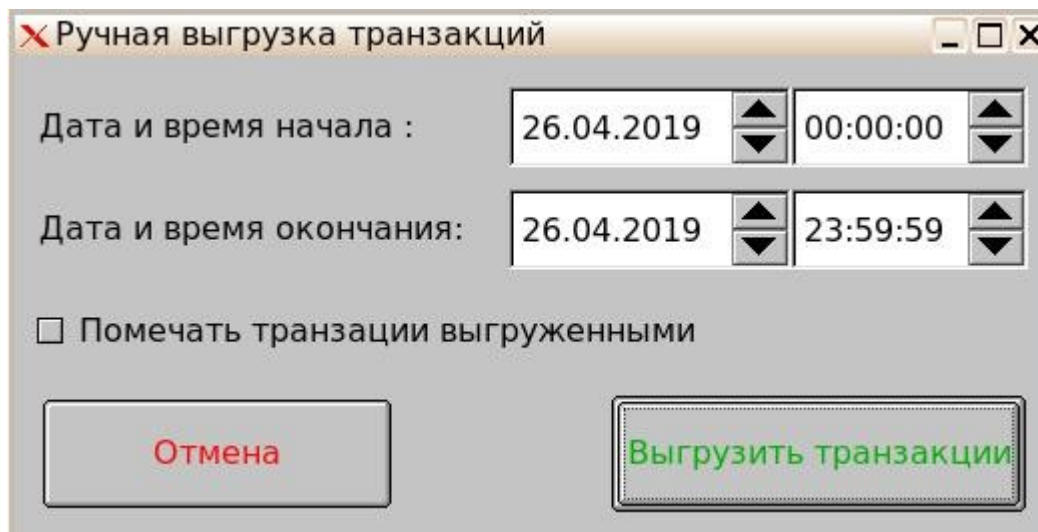 Ручная выгрузка транзакций
Дата и время начала : 26.04.2019 00:00:00
Дата и время окончания: 26.04.2019 23:59:59
Помечать транзации выгруженными
Отмена Выгрузить транзакции